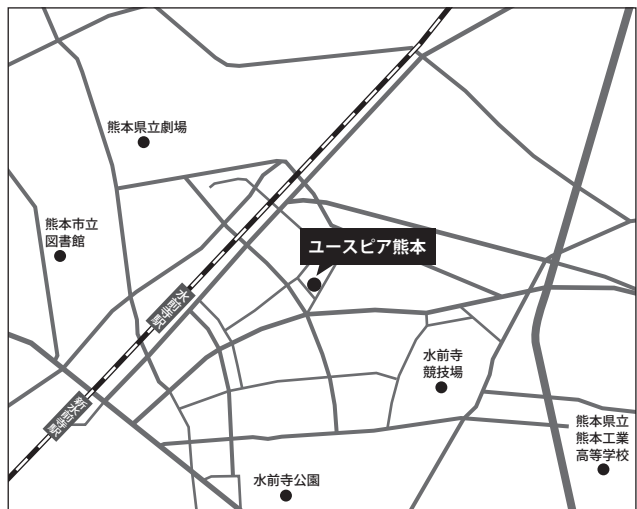 熊本県立劇場
熊本市立
図書館
ユースピア熊本
水前寺駅
水前寺
競技場
新水前寺駅
熊本県立
熊本工業
高等学校
水前寺公園